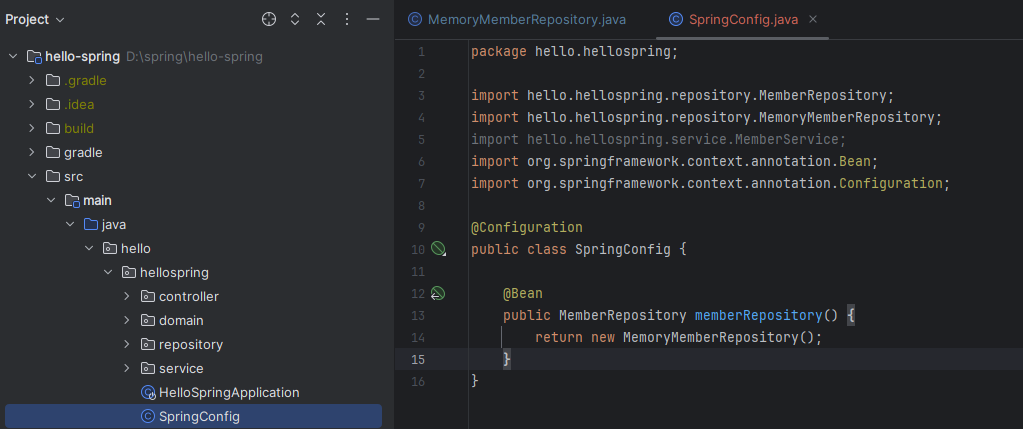 Project
hello-spring D:\spring\hello-spring
.gradle
.idea
build
gradle
src
main
java
hello
hellospring
controller
domain
repository
service
HelloSpringApplication
SpringConfig
MemoryMemberRepository.java SpringConfig.java
1 package hello.hellospring;
2
3 import hello.hellospring.repository.MemberRepository;
4 import hello.hellospring.repository.MemoryMemberRepository;
5 import hello.hellospring.service.MemberService;
6 import org.springframework.context.annotation.Bean;
7 import org.springframework.context.annotation.Configuration;
8
9 @Configuration
10 public class SpringConfig {
11
12 @Bean
13 public MemberRepository memberRepository() {
14 return new MemoryMemberRepository();
15 }
16 }